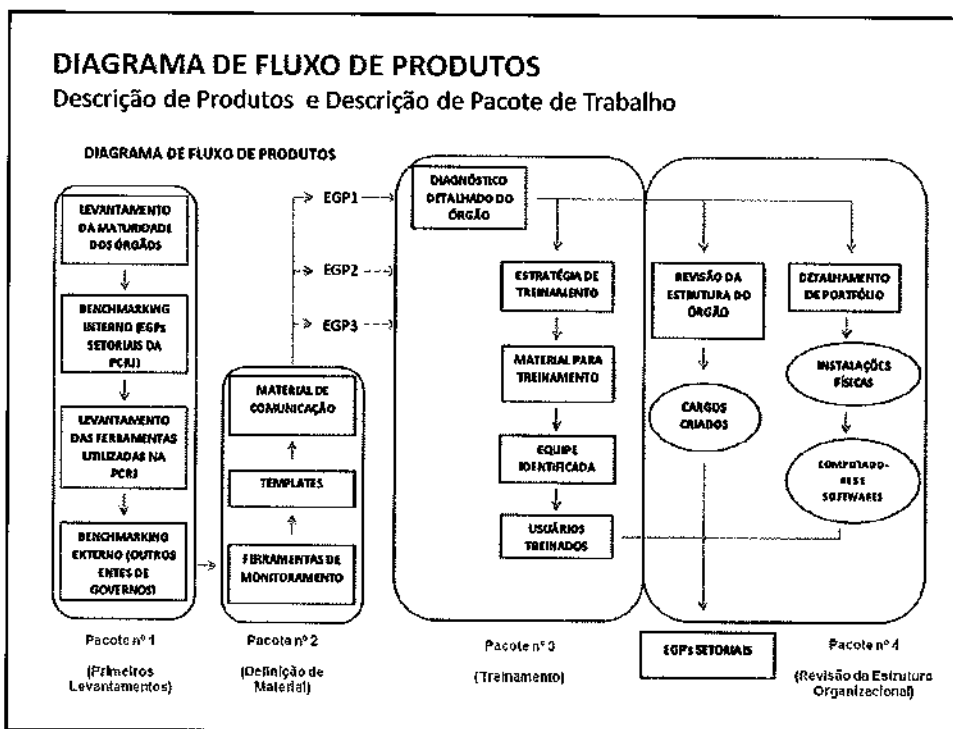 DIAGRAMA DE FLUXO DE PRODUTOS
Descrição de Produtos e Descrição de Pacote de Trabalho
DIAGRAMA DE FLUXO DE PRODUTOS
LEVANTAMENTO
DA MATURIDADE
DOS ÓRGÃOS
BENCHMARKING
INTERNO (EGPs
SETORIAIS DA
LEVANTAMENTO
DAS FERRAMENTAS
UTILIZADAS NA
PCRJ
BENCHMARKING
EXTERNO (OUTROS
ENTES DE
GOVERNOS)
Pacote nº 1
(Primeiros
Levantamentos)
MATERIAL DE
COMUNICAÇÃO
TEMPLATES
FERRAMENTAS DE
MONITORAMENTO
Pacote nº 2
(Definição de
Material)
EGP1
EGP2
EGP3
DIAGNÓSTICO
DETALHADO DO
ÓRGÃO
ESTRATÉGIA DE
TREINAMENTO
MATERIAL PARA
TREINAMENTO
EQUIPE
IDENTIFICADA
USUÁRIOS
TREINADOS
Pacote nº 3
(Treinamento)
REVISÃO DA
ESTRUTURA DO
ÓRGÃO
CARGOS
CRIADOS
EGPs SETORIAIS
DETALHAMENTO
DE PORTFÓLIO
INSTALAÇÕES
FÍSICAS
COMPUTADO-
RES E
SOFTWARES
Pacote nº 4
(Revisão da Estrutura
Organizacional)